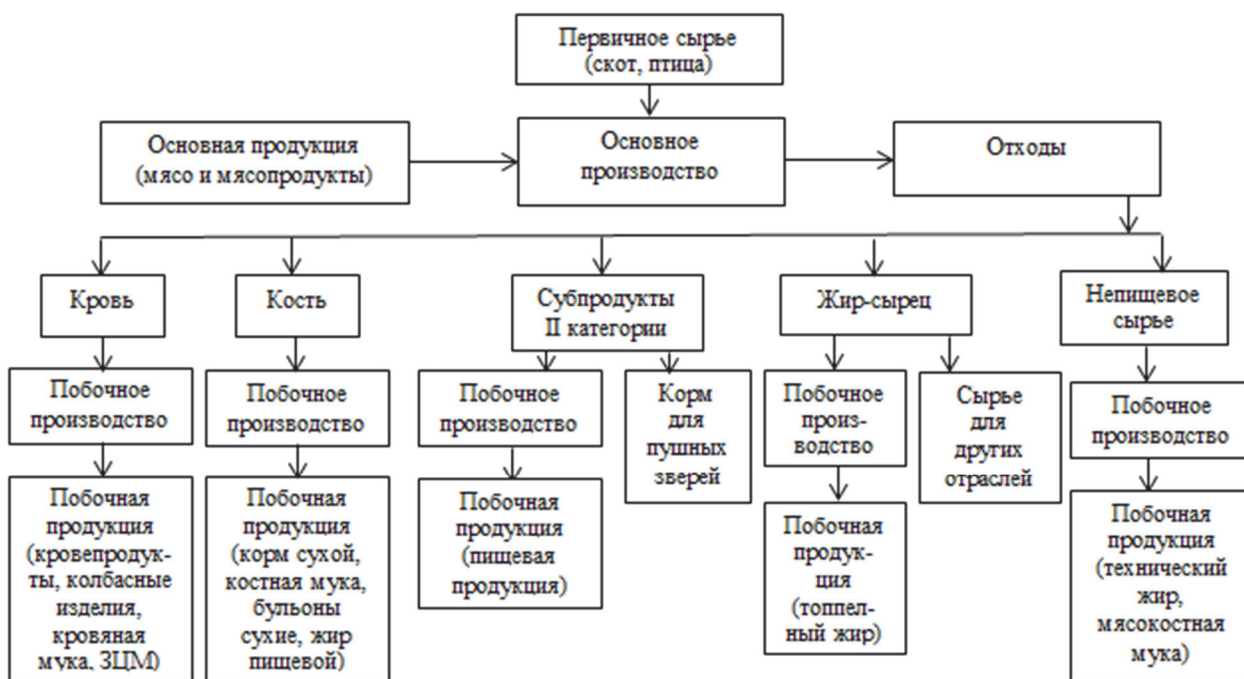 Первичное сырье
(скот, птица)
Основная продукция
(мясо и мясопродукты)
Основное
производство
Отходы
Кровь
Кость
Субпродукты
II категории
Жир-сырец
Непищевое
сырье
Побочное
производство
Побочное
производство
Побочное
производство
Корм
для
пушных
зверей
Побочное
произ-
водство
Сырье
для
других
отраслей
Побочное
производство
Побочная
продукция
(кровепродук-
ты, колбасные
изделия,
кровяная
мука, ЗЦМ)
Побочная
продукция
(корм сухой,
костная мука,
бульоны
сухие, жир
пищевой)
Побочная
продукция
(пищевая
продукция)
Побочная
продук-
ция
(топпел-
ный жир)
Побочная
продукция
(технический
жир,
мясокостная
мука)